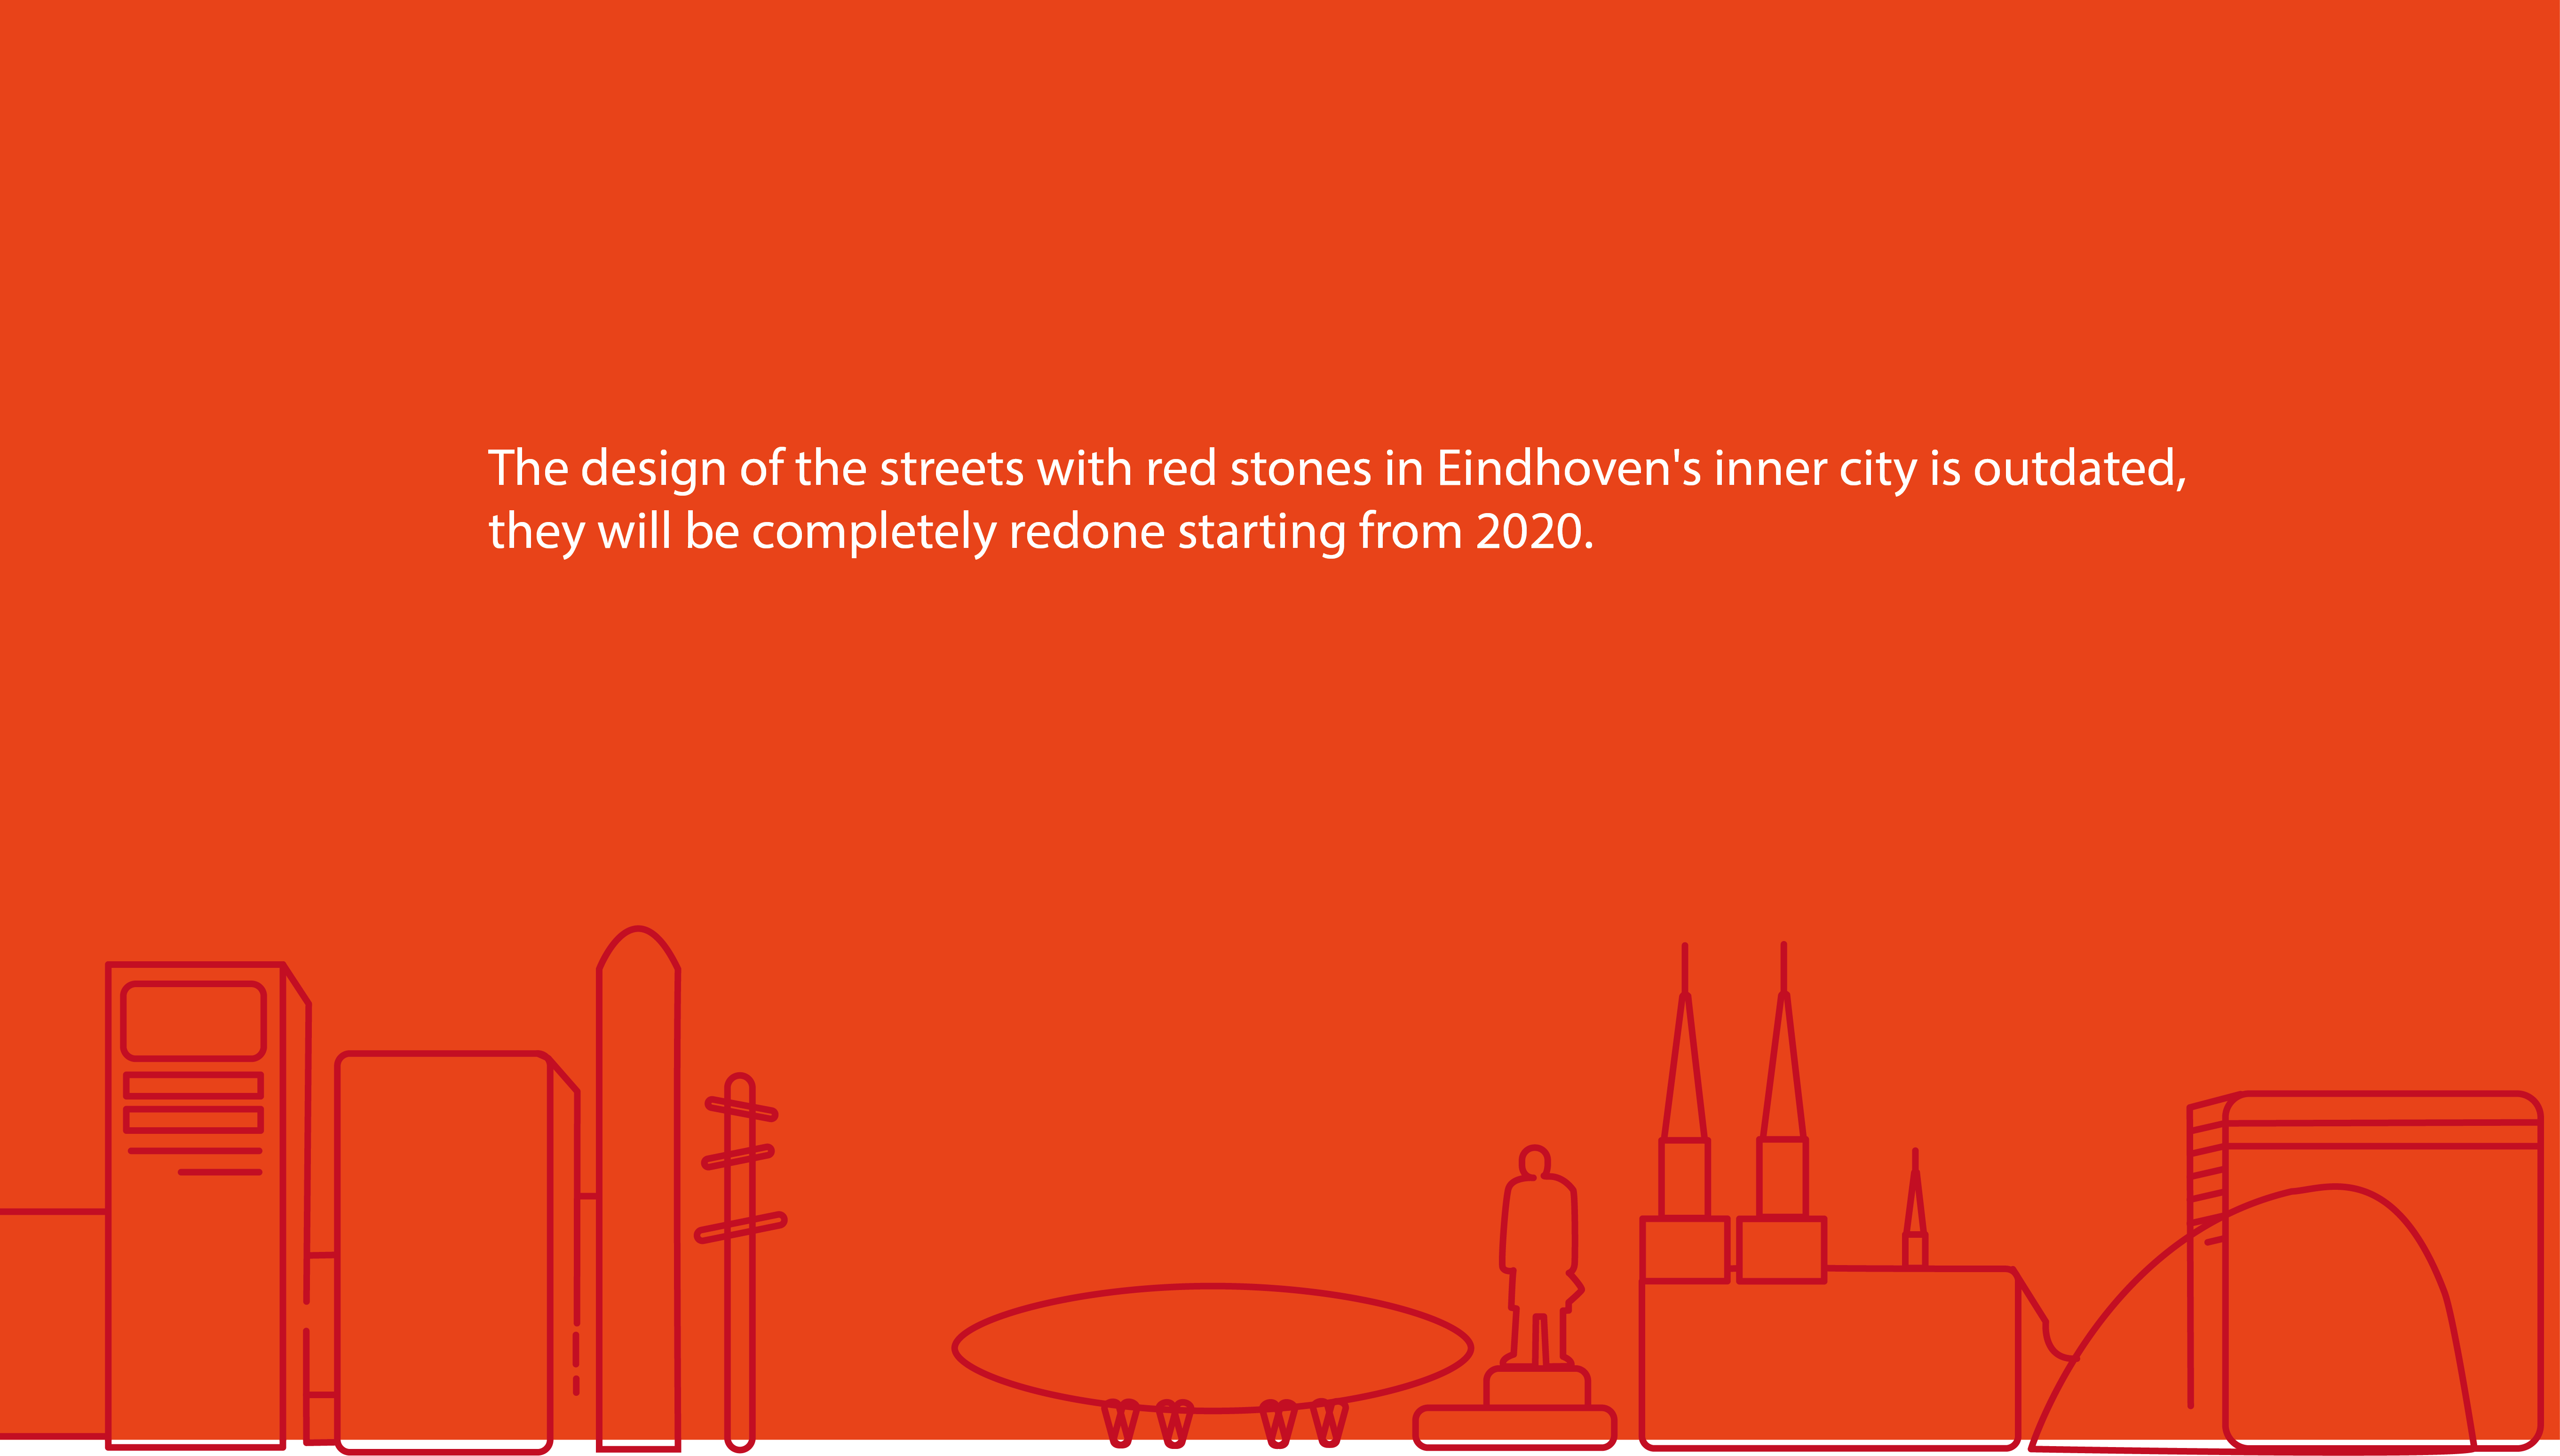 The design of the streets with red stones in Eindhoven's inner city is outdated,
they will be completely redone starting from 2020.